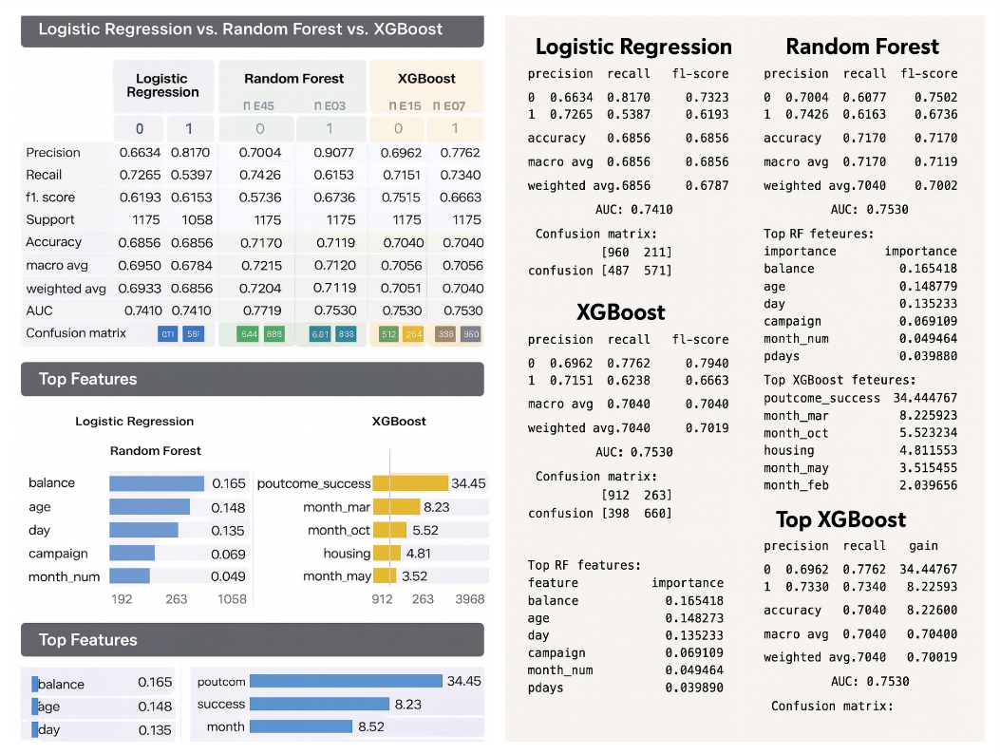 Logistic Regression vs. Random Forest vs. XGBoost
Logistic Regression Random Forest XGBoost
E45 E03 E15 E07
0 1 0 1 0 1
Precision 0.6634 0.8170 0.7004 0.9077 0.6962 0.7762
Recail 0.7265 0.5397 0.7426 0.6153 0.7151 0.7340
f1. score 0.6193 0.6153 0.5736 0.6736 0.7515 0.6663
Support 1175 1058 1175 1175 1175 1175
Accuracy 0.6856 0.6856 0.7170 0.7119 0.7040 0.7040
macro avg 0.6950 0.6784 0.7215 0.7120 0.7056 0.7056
weighted avg 0.6933 0.6856 0.7204 0.7119 0.7051 0.7040
AUC 0.7410 0.7410 0.7719 0.7530 0.7530 0.7530
Confusion matrix 888 512 264 338 960
Top Features
Logistic Regression XGBoost
Random Forest
balance 0.165 poutcome_success 34.45
age 0.148 month_mar 8.23
day 0.135 month_oct 5.52
campaign 0.069 housing 4.81
month_num 0.049 month_may 3.52
192 263 1058 912 263 3968
Top Features
balance 0.165 poutcom 34.45
age 0.148 success 8.23
day 0.135 month 8.52
Logistic Regression
precision recall f1-score
0 0.6634 0.8170 0.7323
1 0.7265 0.5387 0.6193
accuracy 0.6856 0.6856
macro avg 0.6856 0.6856
weighted avg.6856 0.6787
AUC: 0.7410
Confusion matrix:
[960 211]
confusion [487 571]
XGBoost
precision recall f1-score
0 0.6962 0.7762 0.7940
1 0.7151 0.6238 0.6663
macro avg 0.7040 0.7040
weighted avg.7040 0.7019
AUC: 0.7530
Confusion matrix:
[912 263]
confusion [398 660]
Top RF features:
feature importance
balance 0.165418
age 0.148273
day 0.135233
campaign 0.069109
month_num 0.049464
pdays 0.039890
Random Forest
precision recall f1-score
0 0.7004 0.6077 0.7502
1 0.7426 0.6163 0.6736
accuracy 0.7170 0.7170
macro avg 0.7170 0.7119
weighted avg.7040 0.7002
AUC: 0.7530
Top RF feteures:
importance importance
balance 0.165418
age 0.148779
day 0.135233
campaign 0.069109
month_num 0.049464
pdays 0.039880
Top XGBoost feteures:
poutcome_success 34.444767
month_mar 8.225923
month_oct 5.523234
housing 4.811553
month_may 3.515455
month_feb 2.039656
Top XGBoost
precision recall gain
0 0.6962 0.7762 34.44767
1 0.7330 0.7340 8.22593
accuracy 0.7040 8.22600
macro avg 0.7040 0.70400
weighted avg.7040 0.70019
AUC: 0.7530
Confusion matrix: